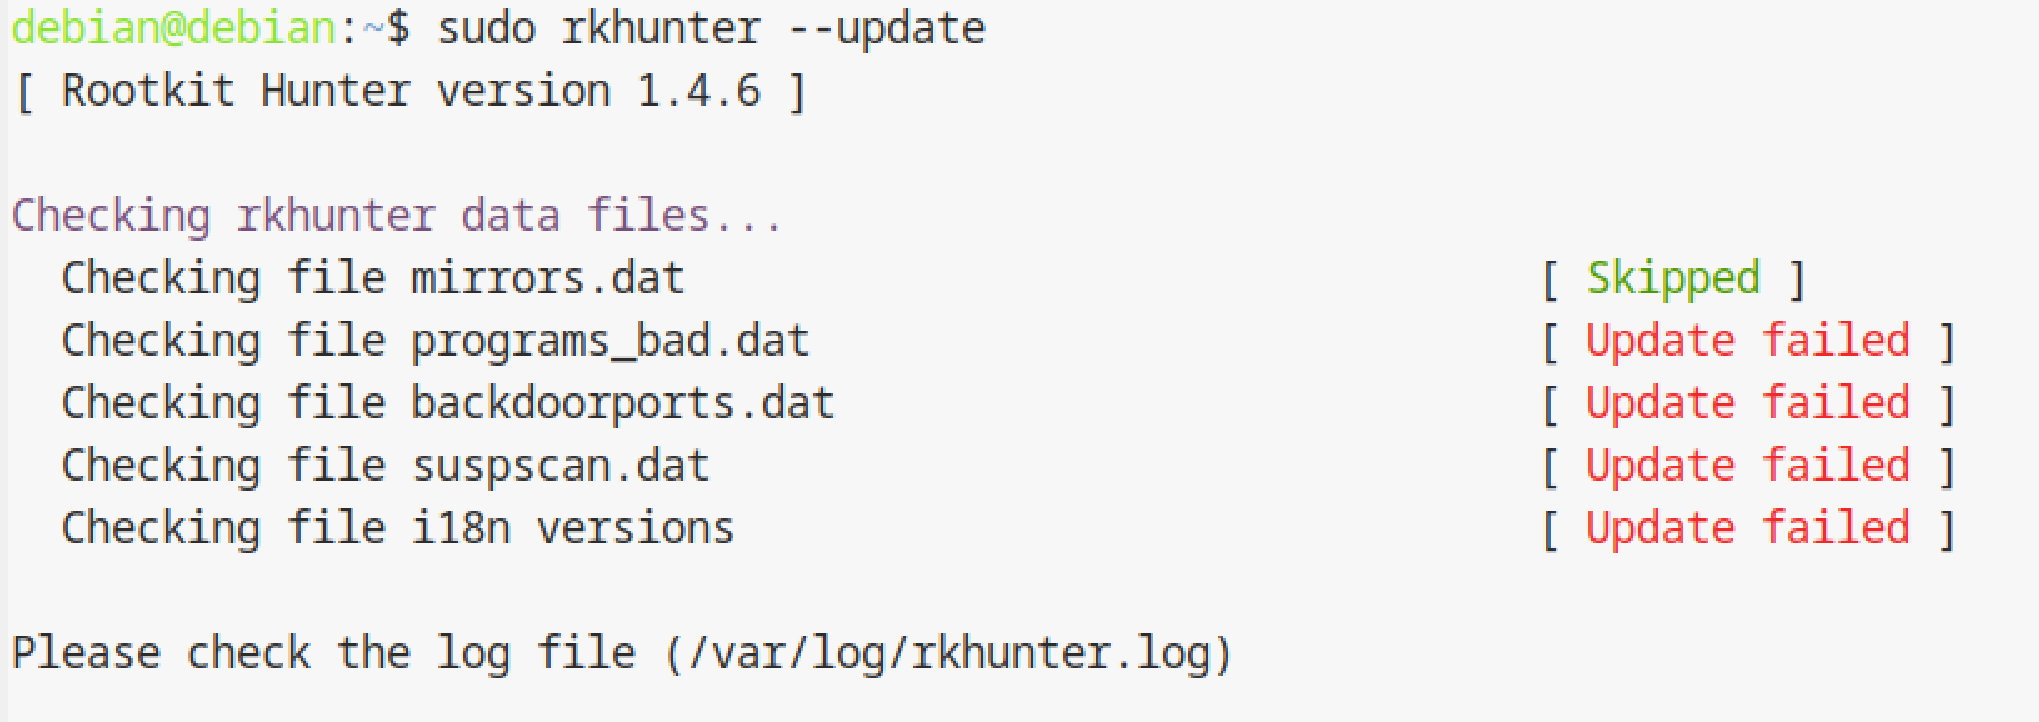 debian@debian:~$ sudo rkhunter --update
[ Rootkit Hunter version 1.4.6 ]
Checking rkhunter data files...
Checking file mirrors.dat [ Skipped ]
Checking file programs_bad.dat [ Update failed ]
Checking file backdoorports.dat [ Update failed ]
Checking file suspscan.dat [ Update failed ]
Checking file i18n versions [ Update failed ]
Please check the log file (/var/log/rkhunter.log)